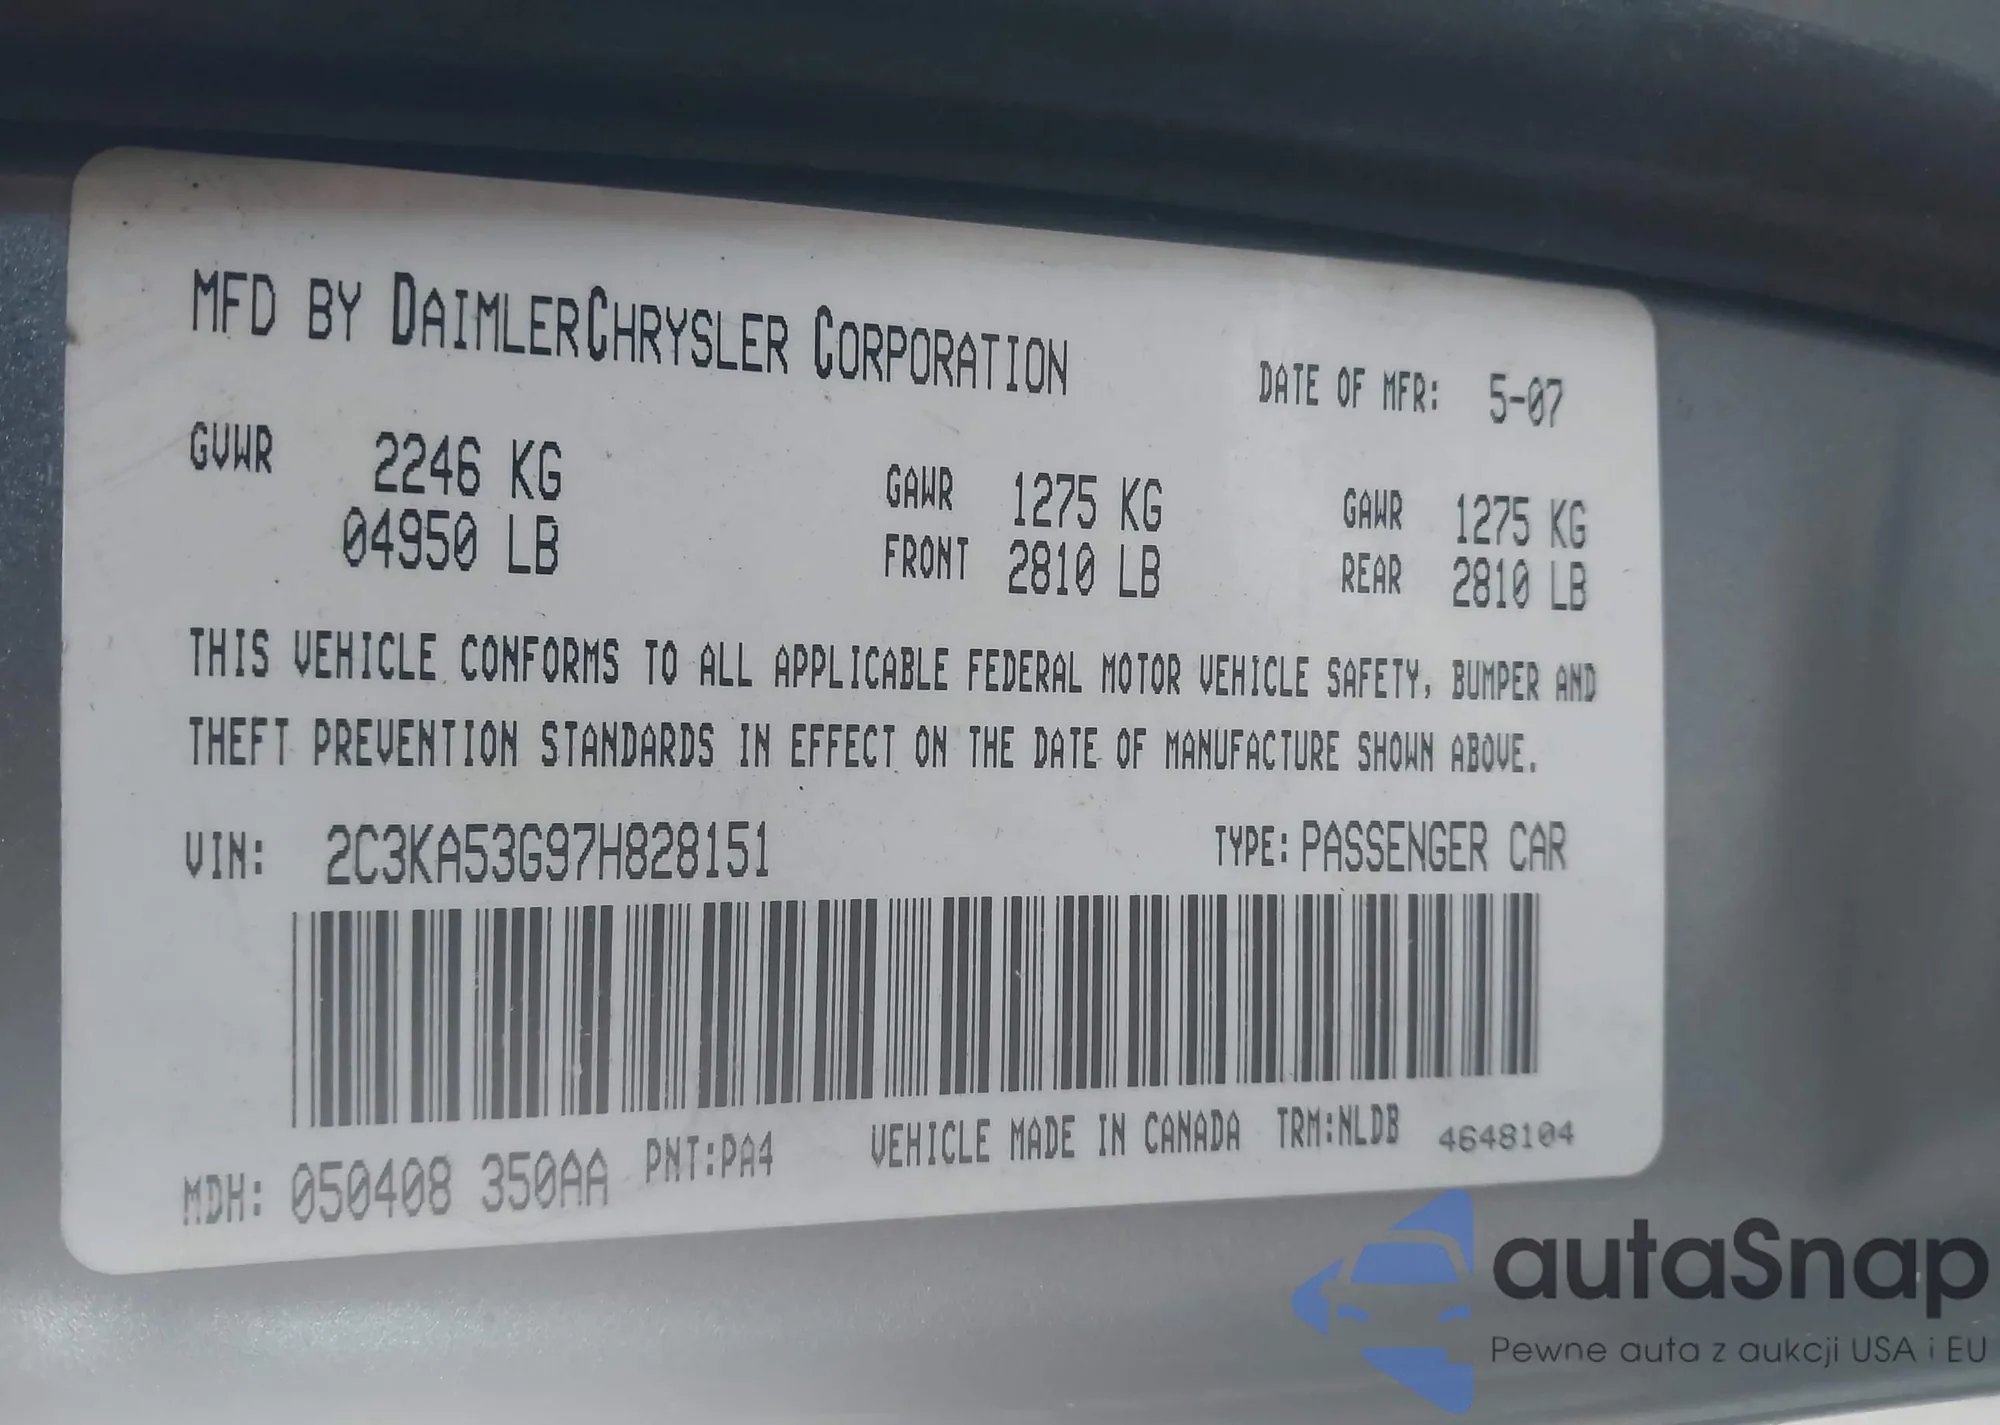 MFD BY DAIMLERCHRYSLER CORPORATION
DATE OF MFR: 5-07
GVWR 2246 KG
04950 LB
GAWR 1275 KG
FRONT 2810 LB
GAWR 1275 KG
REAR 2810 LB
THIS VEHICLE CONFORMS TO ALL APPLICABLE FEDERAL MOTOR VEHICLE SAFETY, BUMPER AND
THEFT PREVENTION STANDARDS IN EFFECT ON THE DATE OF MANUFACTURE SHOWN ABOVE.
VIN: 2C3KA53G97H828151
TYPE: PASSENGER CAR
MDH: 050408 350AA PNT:PA4 VEHICLE MADE IN CANADA TRM:NLDB 4648104
autaSnap
Pewne auta z aukcji USA i EU